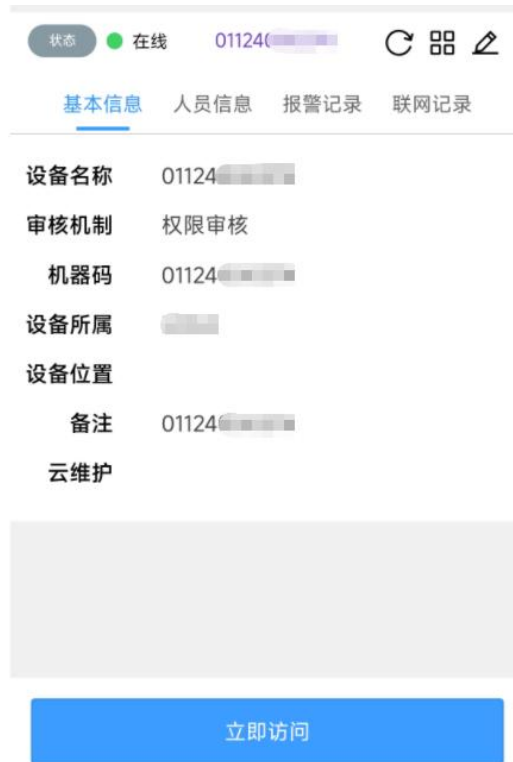 状态 在线 01124
基本信息 人员信息 报警记录 联网记录
设备名称 01124
审核机制 权限审核
机器码 01124
设备所属
设备位置
备注 01124
云维护
立即访问